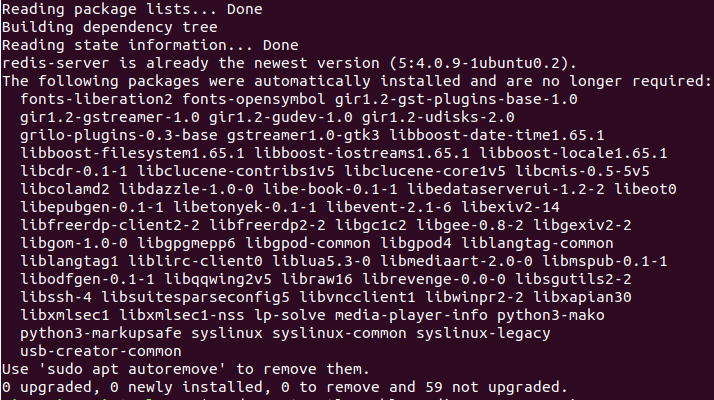 Reading package lists... Done
Building dependency tree
Reading state information... Done
redis-server is already the newest version (5:4.0.9-1ubuntu0.2).
The following packages were automatically installed and are no longer required:
  fonts-liberation2 fonts-opensymbol gir1.2-gst-plugins-base-1.0
  gir1.2-gstreamer-1.0 gir1.2-gudev-1.0 gir1.2-udisks-2.0
  grilo-plugins-0.3-base gstreamer1.0-gtk3 libboost-date-time1.65.1
  libboost-filesystem1.65.1 libboost-iostreams1.65.1 libboost-locale1.65.1
  libcdr-0.1-1 libclucene-contribs1v5 libclucene-core1v5 libcmis-0.5-5v5
  libcolamd2 libdazzle-1.0-0 libe-book-0.1-1 libedataserverui-1.2-2 libeot0
  libepubgen-0.1-1 libetonyek-0.1-1 libevent-2.1-6 libexiv2-14
  libfreerdp-client2-2 libfreerdp2-2 libgc1c2 libgee-0.8-2 libgexiv2-2
  libgom-1.0-0 libgpgmepp6 libgpod-common libgpod4 liblangtag-common
  liblangtag1 liblirc-client0 liblua5.3-0 libmediaart-2.0-0 libmspub-0.1-1
  libodfgen-0.1-1 libqqwing2v5 libraw16 librevenge-0.0-0 libsgutils2-2
  libssh-4 libsuitesparseconfig5 libvncclient1 libwinpr2-2 libxapian30
  libxmlsec1 libxmlsec1-nss lp-solve media-player-info python3-mako
  python3-markupsafe syslinux syslinux-common syslinux-legacy
  usb-creator-common
Use 'sudo apt autoremove' to remove them.
0 upgraded, 0 newly installed, 0 to remove and 59 not upgraded.